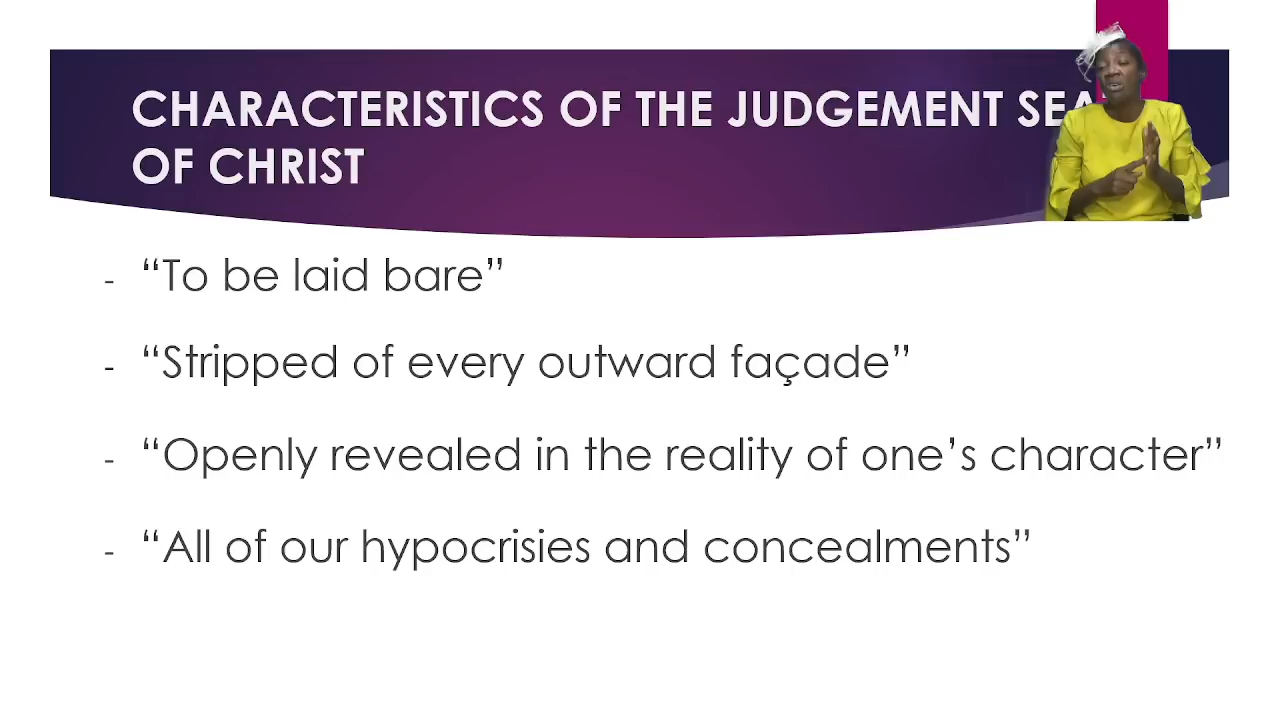 CHARACTERISTICS OF THE JUDGEMENT
OF CHRIST
- “To be laid bare”
- “Stripped of every outward façade”
- “Openly revealed in the reality of one’s character”
- “All of our hypocrisies and concealments”